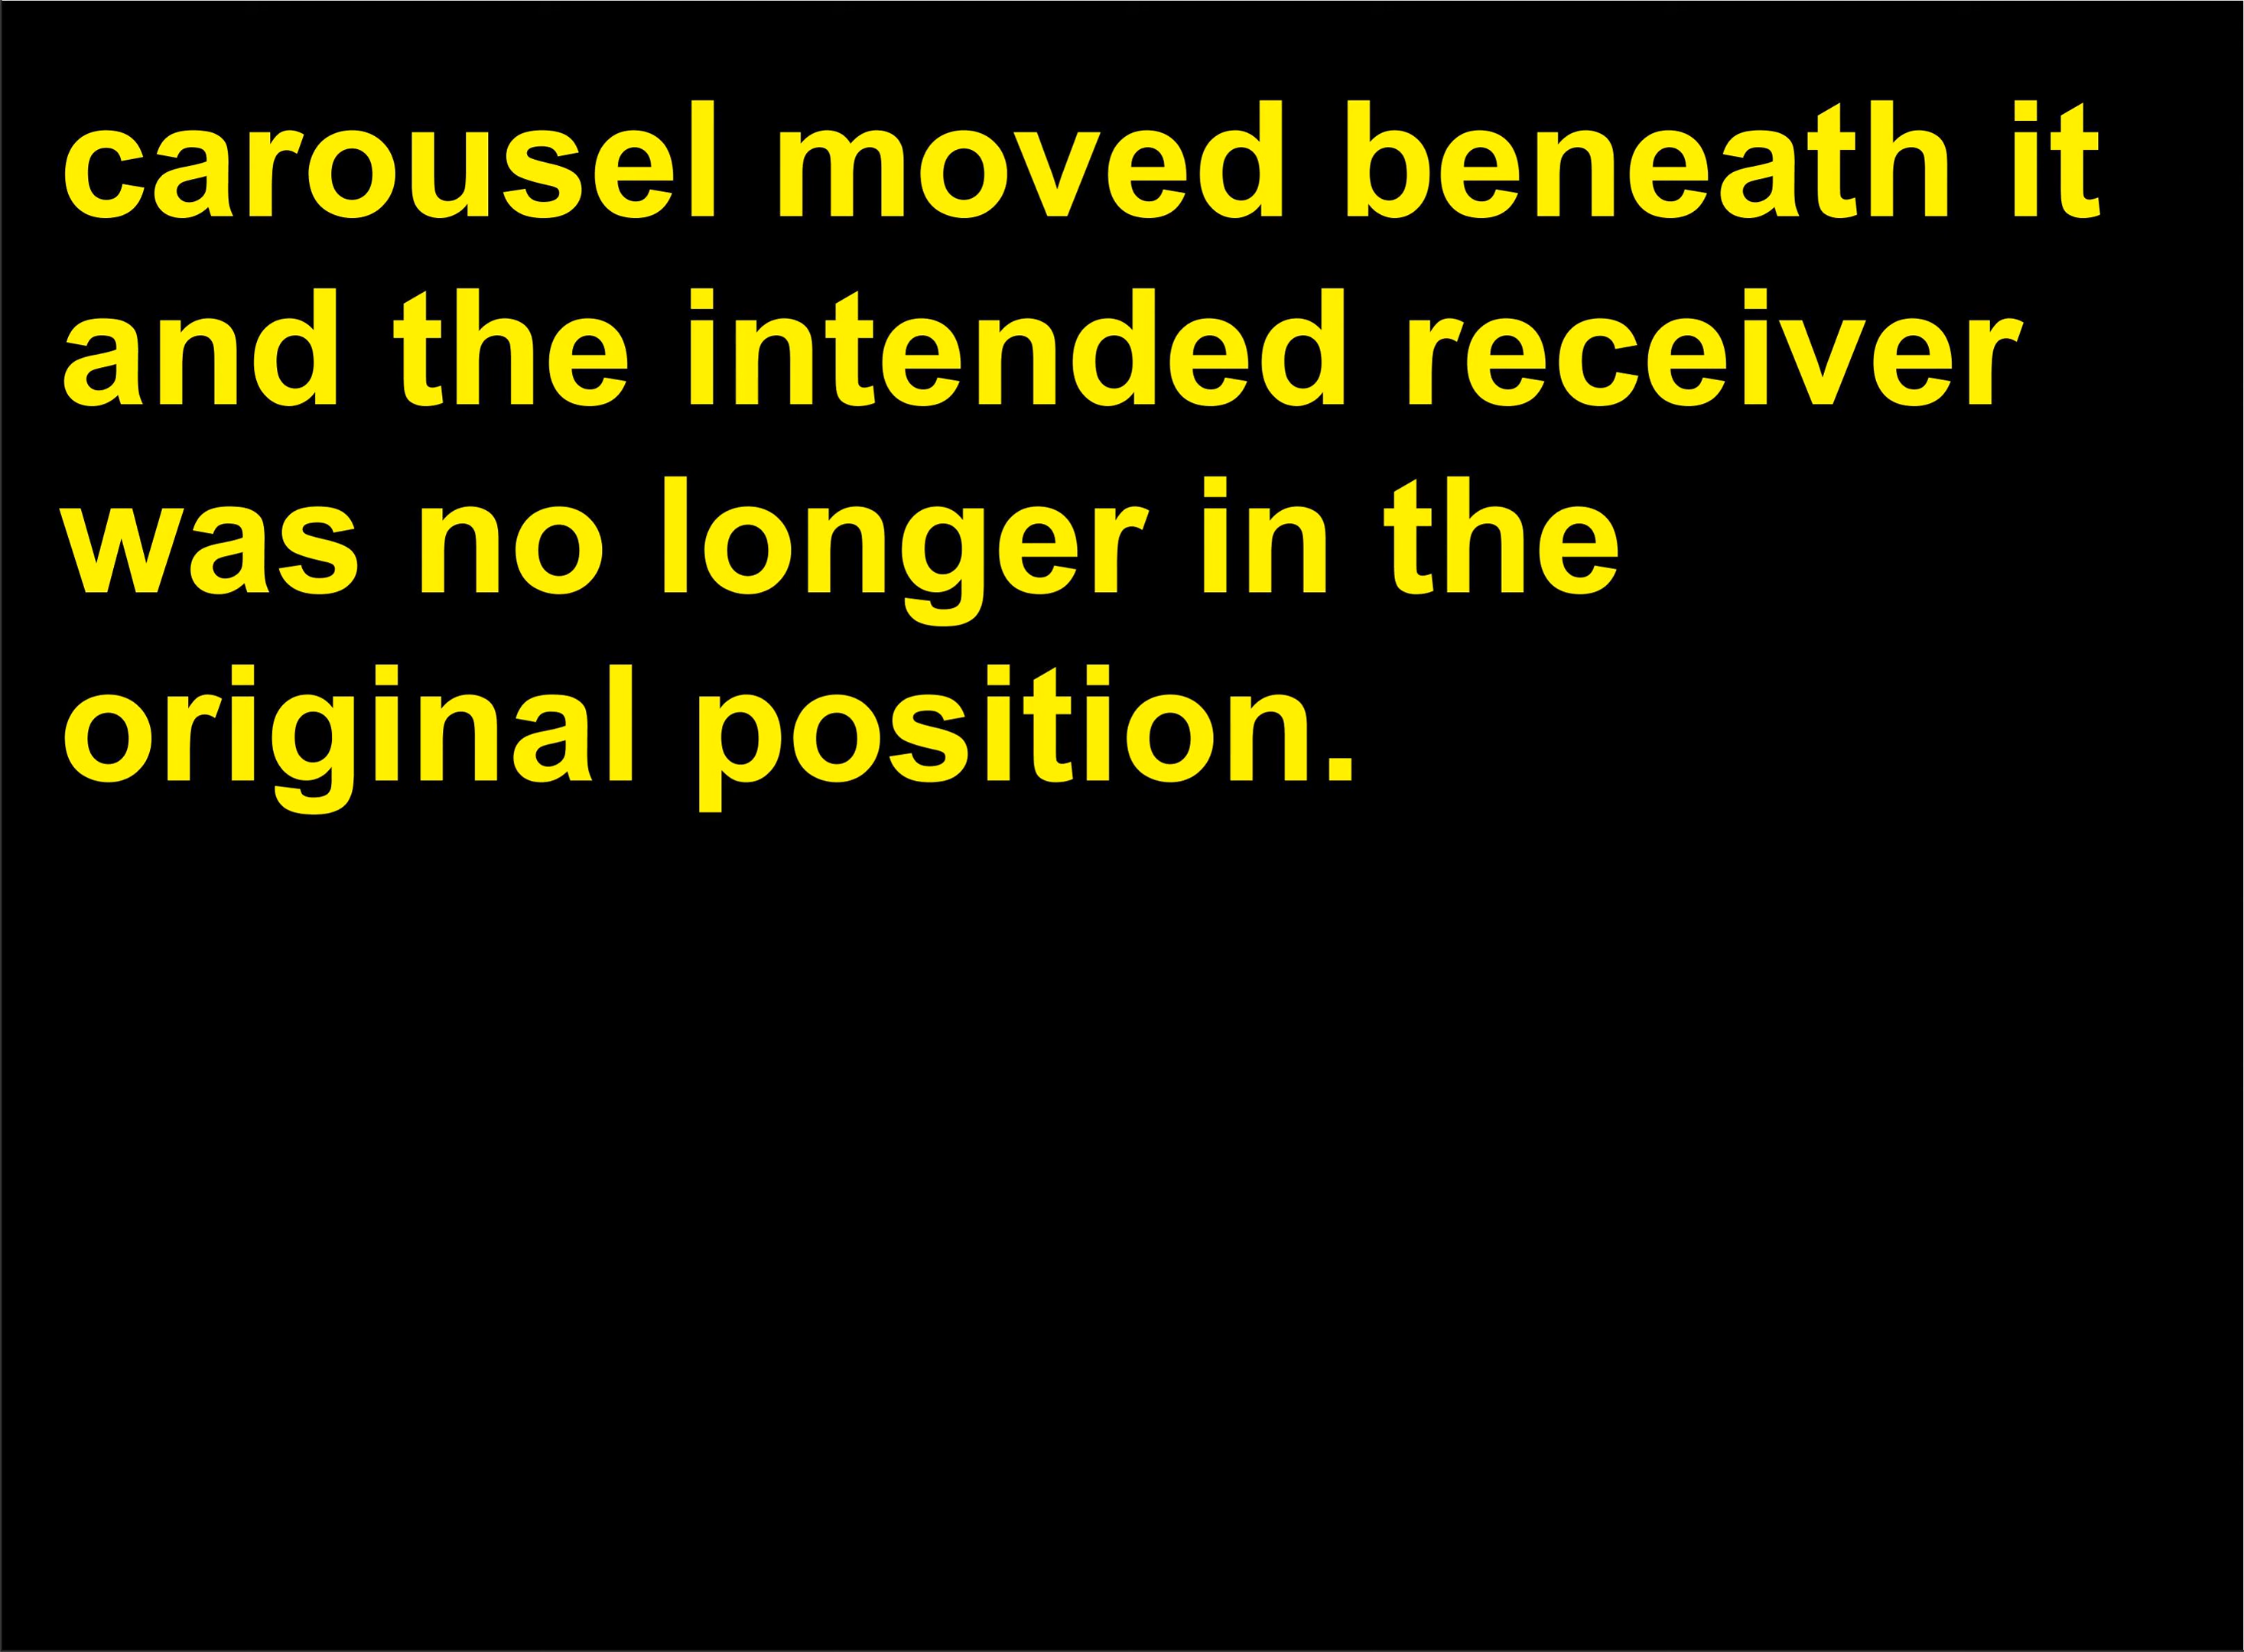 carousel moved beneath it
and the intended receiver
was no longer in the
original position.